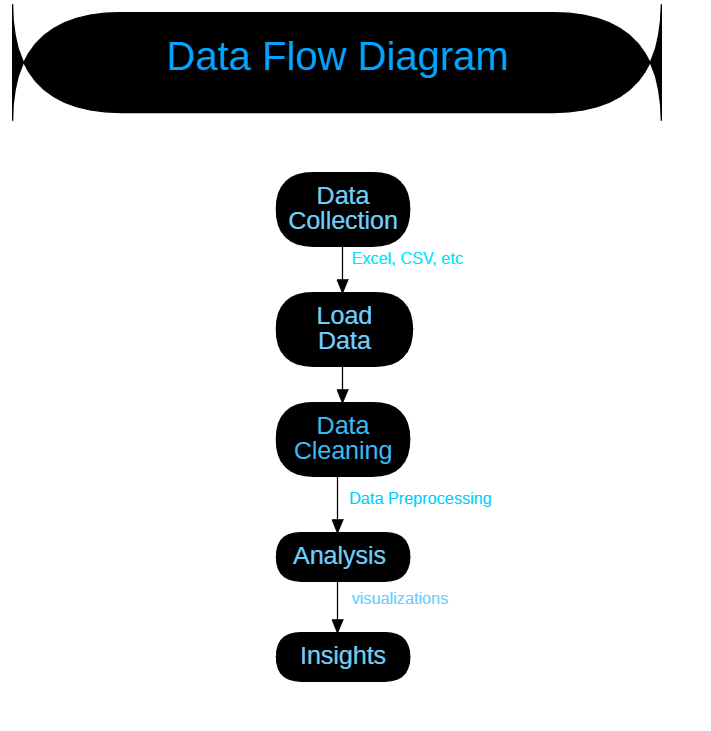 Data Flow Diagram
Data
Collection
Excel, CSV, etc
Load
Data
Data
Cleaning
Data Preprocessing
Analysis
visualizations
Insights